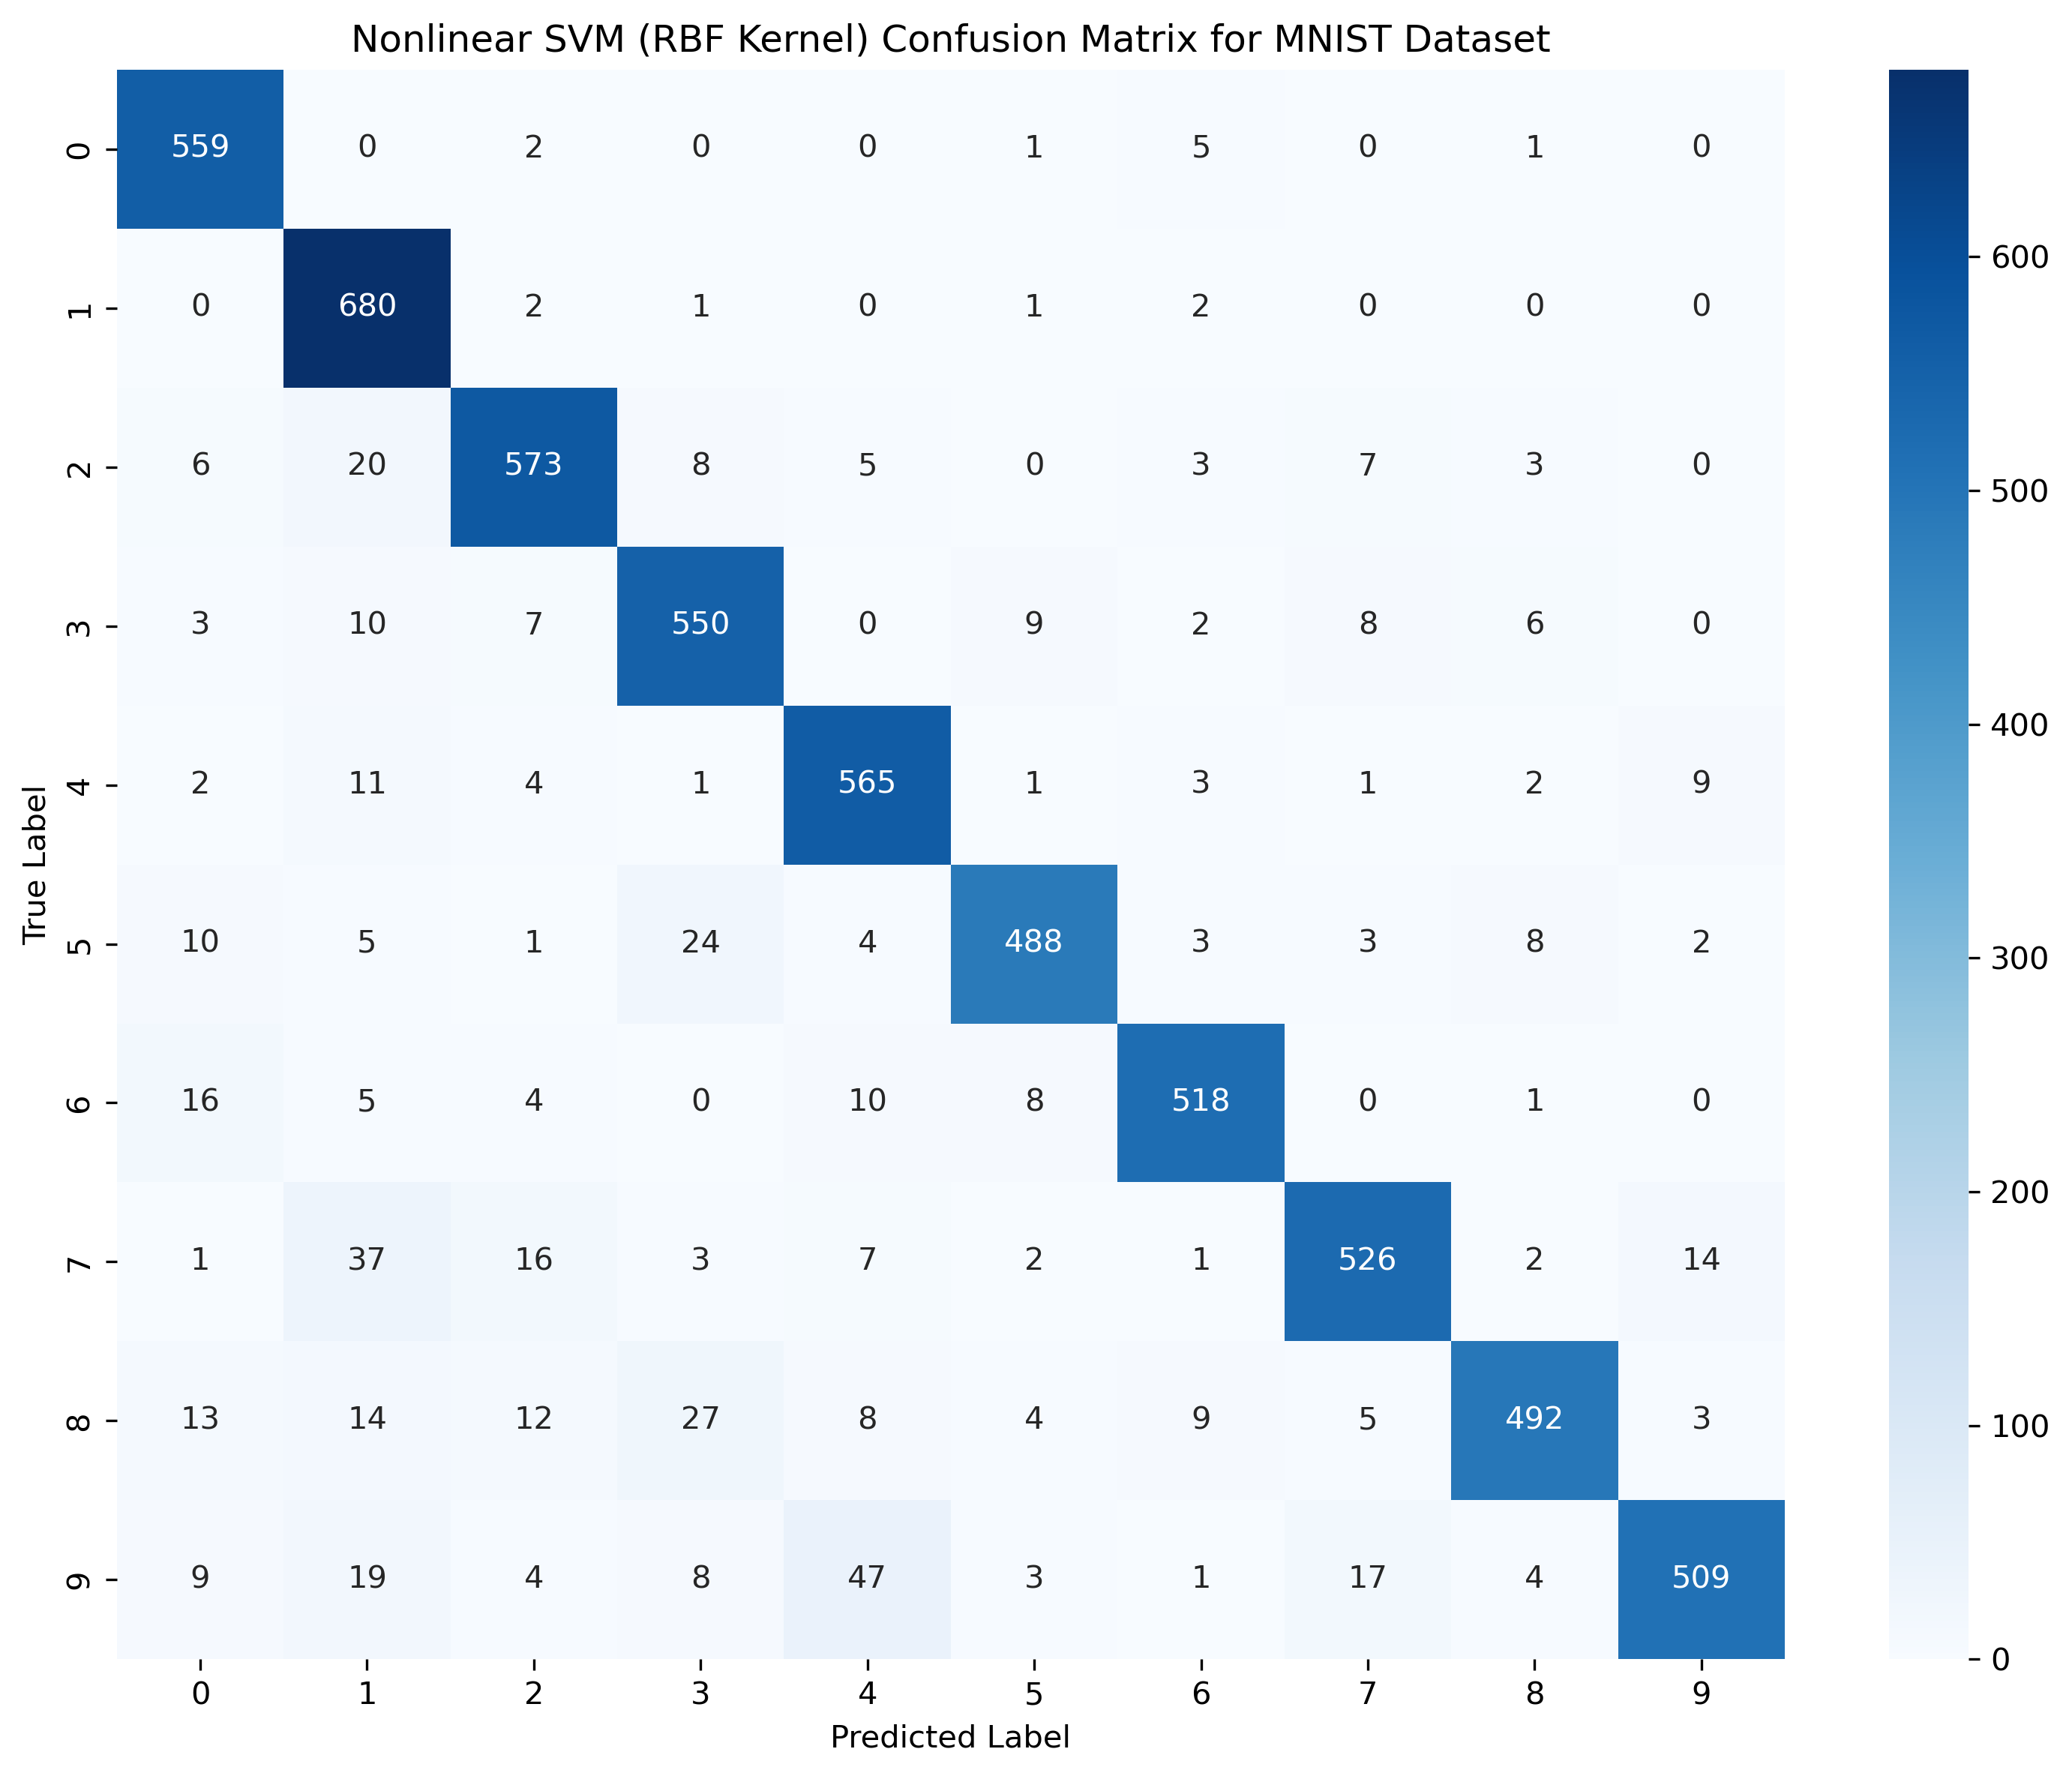 Nonlinear SVM (RBF Kernel) Confusion Matrix for MNIST Dataset
0 559 0 2 0 0 1 5 0 1 0
1 0 680 2 1 0 1 2 0 0 0
2 6 20 573 8 5 0 3 7 3 0
3 3 10 7 550 0 9 2 8 6 0
4 2 11 4 1 565 1 3 1 2 9
5 10 5 1 24 4 488 3 3 8 2
6 16 5 4 0 10 8 518 0 1 0
7 1 37 16 3 7 2 1 526 2 14
8 13 14 12 27 8 4 9 5 492 3
9 9 19 4 8 47 3 1 17 4 509
0 1 2 3 4 5 6 7 8 9
Predicted Label
True Label
600
500
400
300
200
100
0